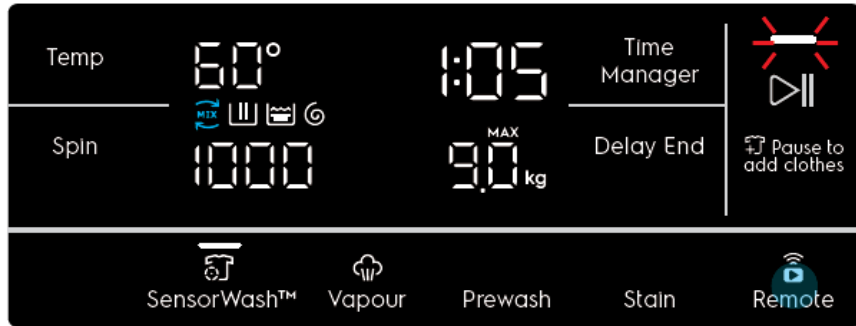 Temp
60°
1:05
Time
Manager
MIX
Spin
1000
MAX
9.0 kg
Delay End
Pause to
add clothes
SensorWash™
Vapour
Prewash
Stain
Remote